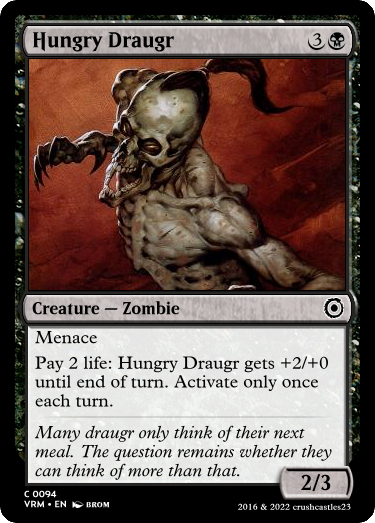 Hungry Draugr 3
Creature — Zombie
Menace
Pay 2 life: Hungry Draugr gets +2/+0
until end of turn. Activate only once
each turn.
Many draugr only think of their next
meal. The question remains whether they
can think of more than that.
2/3
C 0094
VRM • EN BROM
2016 & 2022 crushcastles23